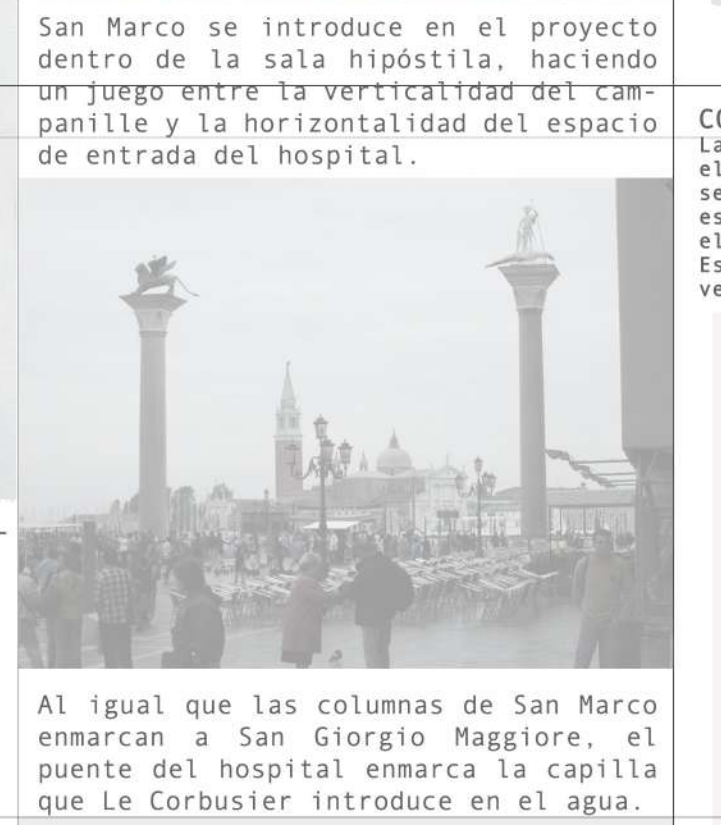 San Marco se introduce en el proyecto
dentro de la sala hipóstila, haciendo
un juego entre la verticalidad del cam-
panille y la horizontalidad del espacio
de entrada del hospital.
Al igual que las columnas de San Marco
enmarcan a San Giorgio Maggiore, el
puente del hospital enmarca la capilla
que Le Corbusier introduce en el agua.